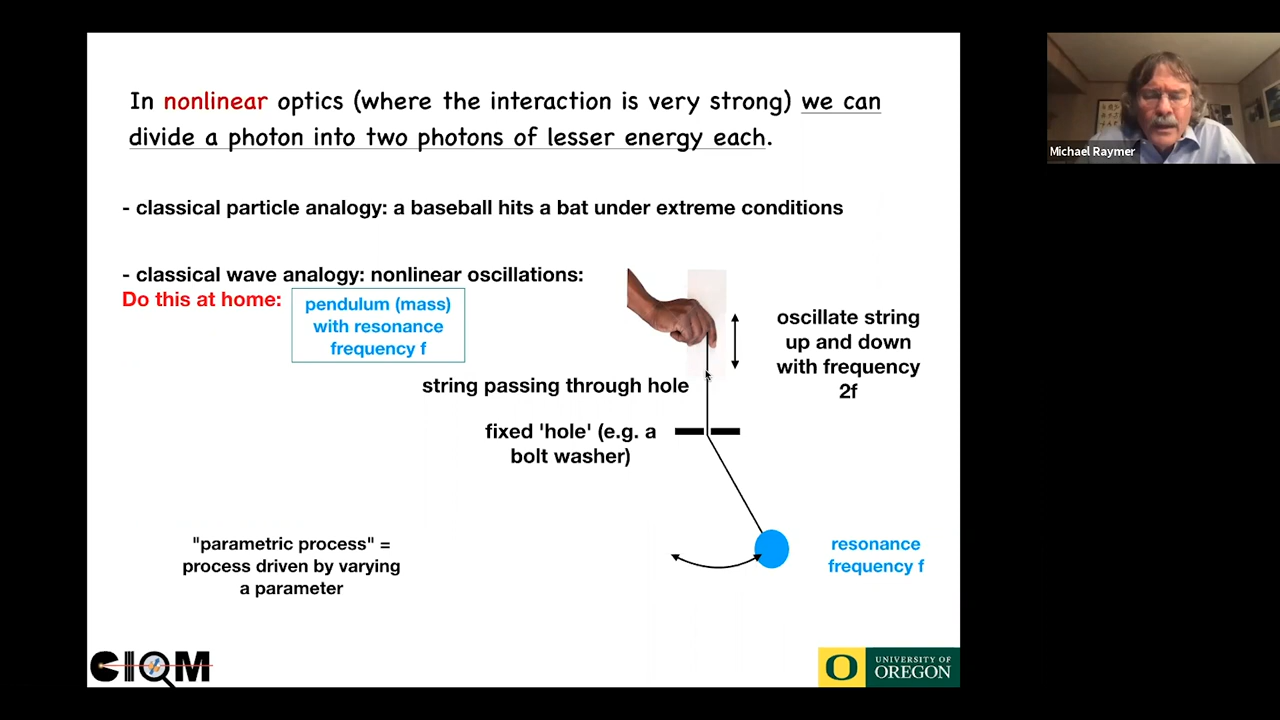 In nonlinear optics (where the interaction is very strong) we can
divide a photon into two photons of lesser energy each.
Michael Raymer
- classical particle analogy: a baseball hits a bat under extreme conditions
- classical wave analogy: nonlinear oscillations:
Do this at home:
pendulum (mass)
with resonance
frequency f
oscillate string
up and down
with frequency
2f
string passing through hole
fixed 'hole' (e.g. a
bolt washer)
"parametric process" =
process driven by varying
a parameter
resonance
frequency f
CIQM
O
UNIVERSITY OF
OREGON